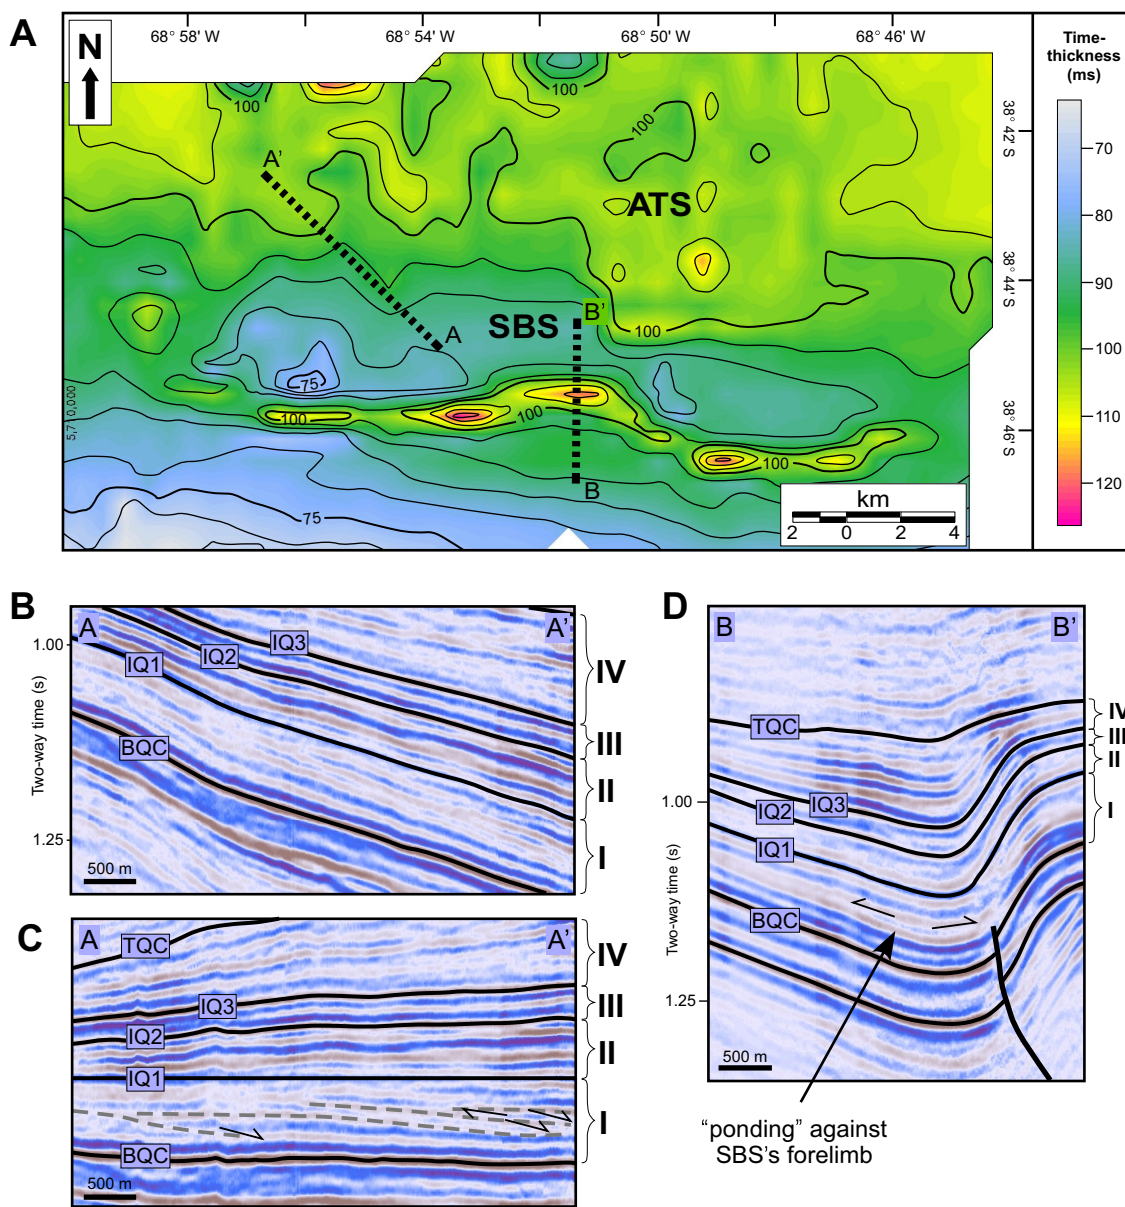 A
N
68° 58' W
68° 54' W
68° 50' W
68° 46' W
Time-
thickness
(ms)
70
80
90
100
110
120
38° 42' S
38° 44' S
38° 46' S
5,710,000
100
100
100
A'
ATS
A
SBS
B'
100
75
100
100
100
B
75
km
2 0 2 4
B
A
A'
IQ1
IQ2
IQ3
BQC
1.00
1.25
Two-way time (s)
500 m
IV
III
II
I
C
A
A'
TQC
IQ3
IQ2
IQ1
BQC
500 m
IV
III
II
I
D
B
B'
TQC
IQ3
IQ2
IQ1
BQC
1.00
1.25
Two-way time (s)
500 m
IV
III
II
I
“ponding” against
SBS's forelimb